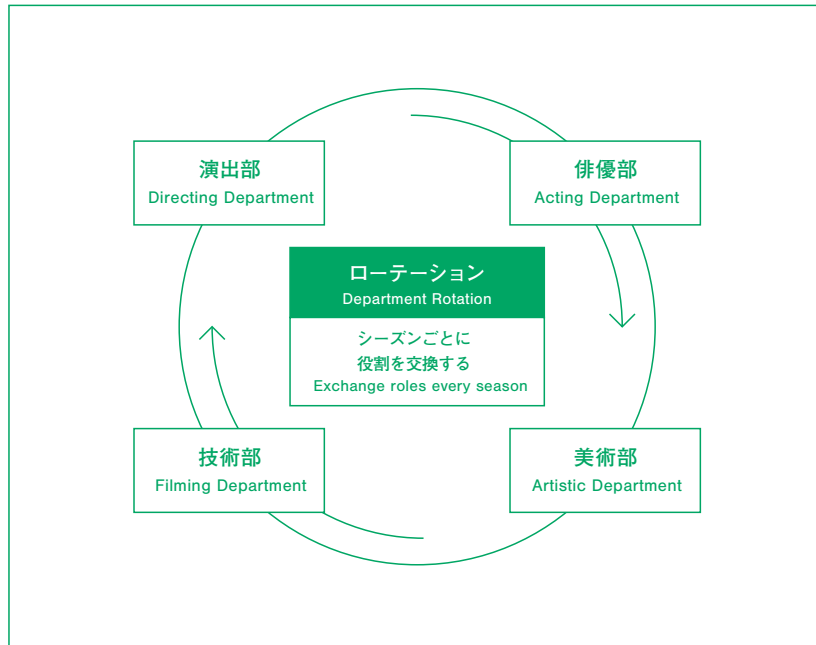 演出部
Directing Department
俳優部
Acting Department
ローテーション
Department Rotation
シーズンごとに
役割を交換する
Exchange roles every season
技術部
Filming Department
美術部
Artistic Department